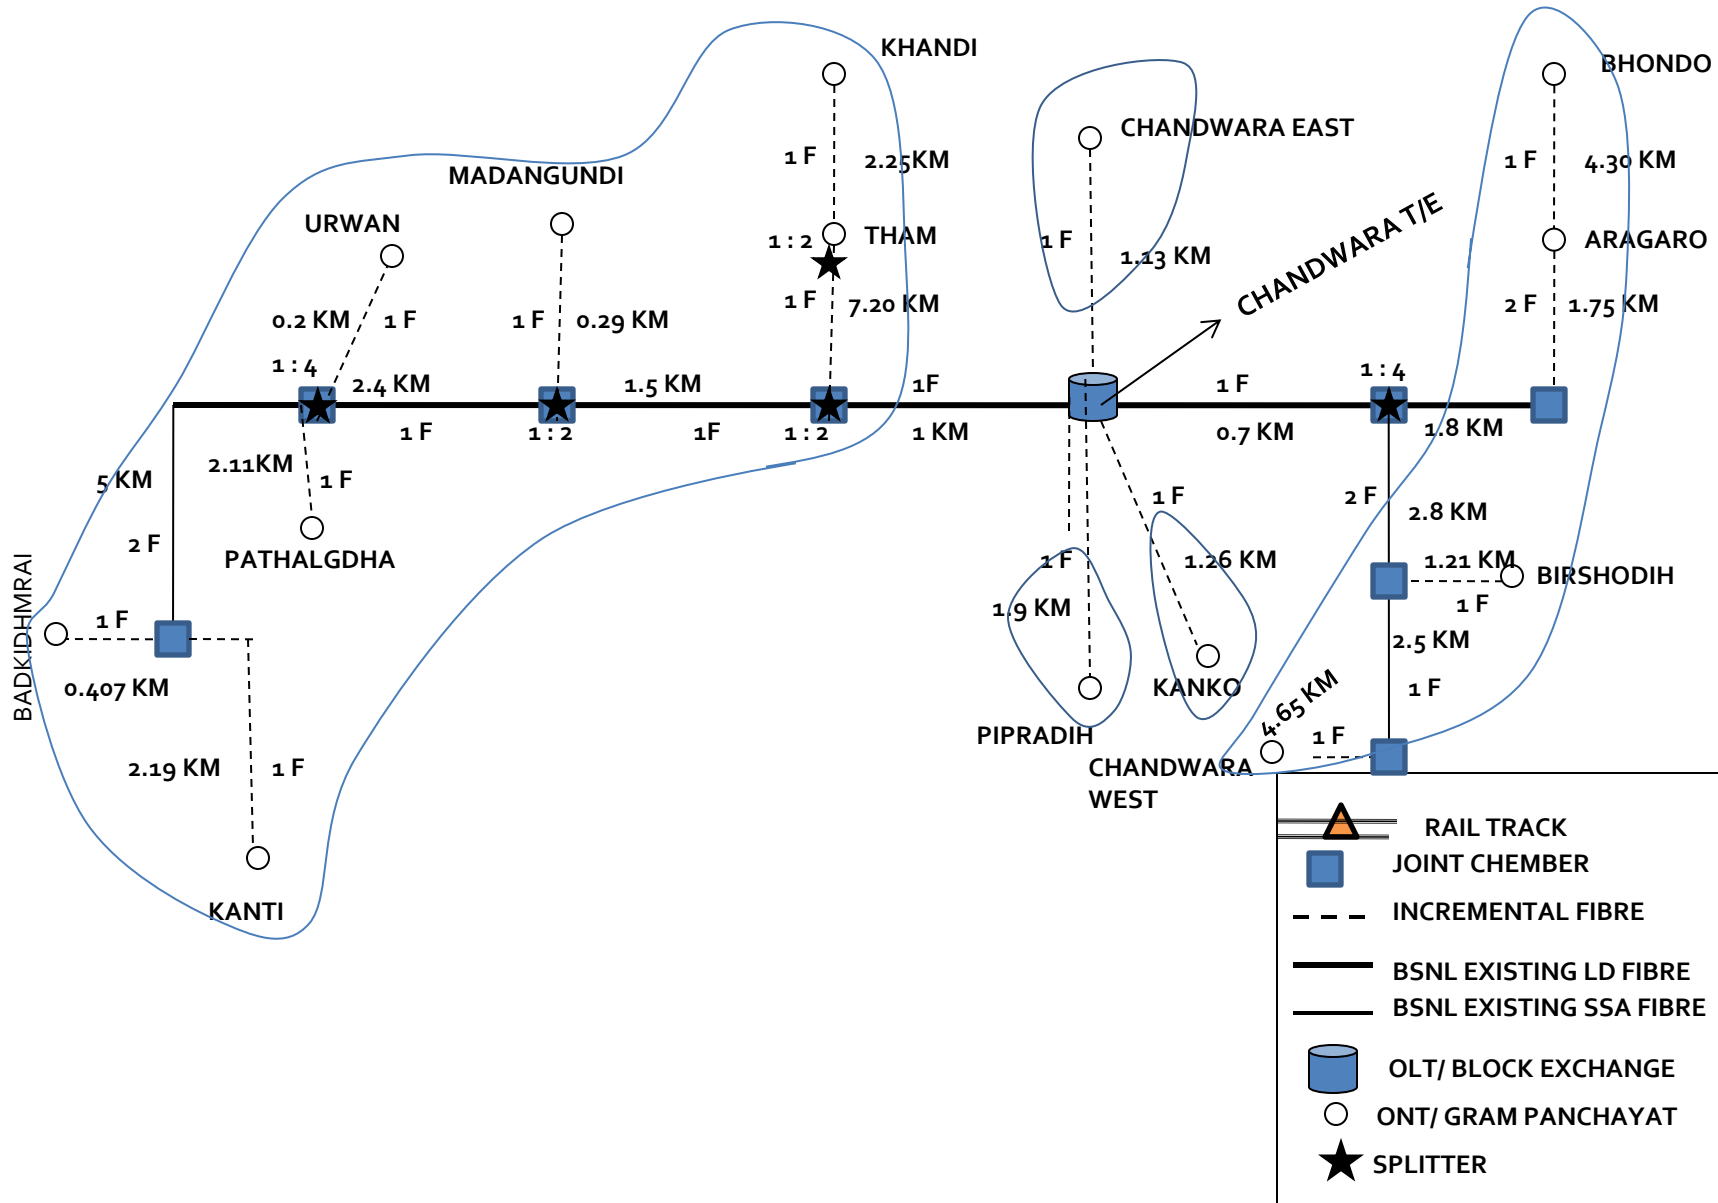 KHANDI
BHONDO
CHANDWARA EAST
1 F
2.25KM
1 F
4.30 KM
MADANGUNDI
URWAN
1 : 2
THAM
1 F
1.13 KM
CHANDWARA T/E
ARAGARO
0.2 KM
1 F
1 F
0.29 KM
1 F
7.20 KM
2 F
1.75 KM
1 : 4
2.4 KM
1.5 KM
1F
1 F
1 : 4
1 F
1 : 2
1F
1 : 2
1 KM
0.7 KM
1.8 KM
5 KM
2.11KM
1 F
1 F
2 F
2.8 KM
2 F
PATHALGDHA
1 F
1.26 KM
1.21 KM
BIRSHODIH
1 F
BADKIDHMRAI
1 F
1.9 KM
2.5 KM
0.407 KM
KANKO
1 F
4.65 KM
PIPRADIH
1 F
2.19 KM
1 F
CHANDWARA
WEST
KANTI
RAIL TRACK
JOINT CHEMBER
INCREMENTAL FIBRE
BSNL EXISTING LD FIBRE
BSNL EXISTING SSA FIBRE
OLT/ BLOCK EXCHANGE
ONT/ GRAM PANCHAYAT
SPLITTER